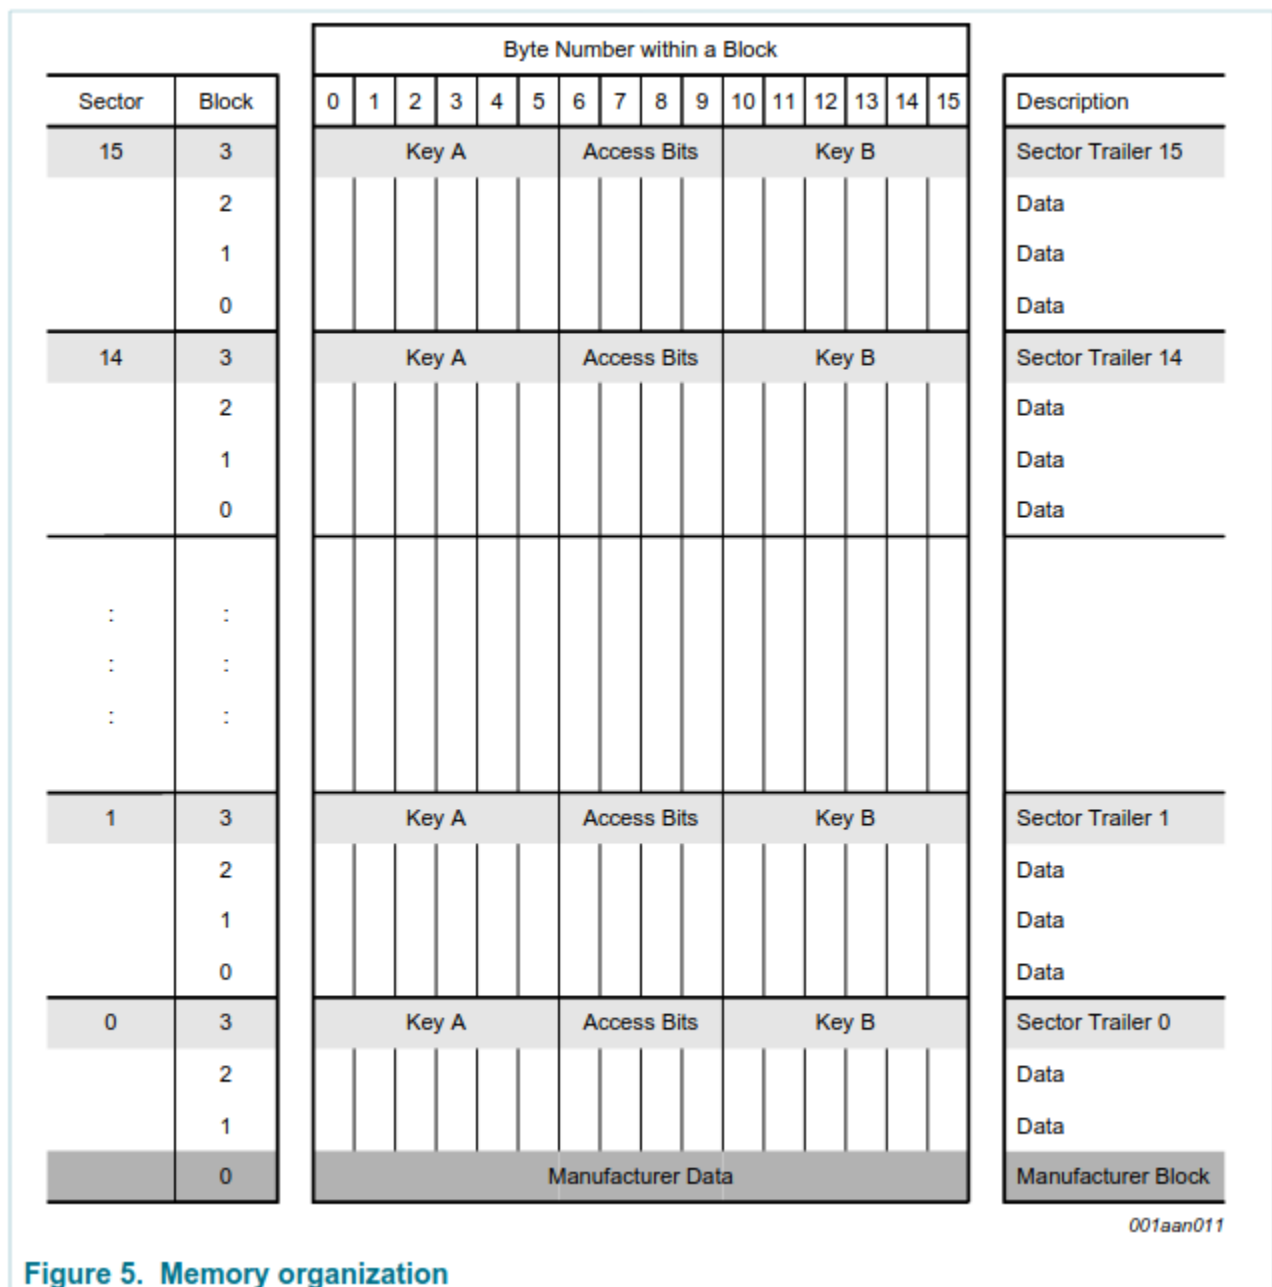 Byte Number within a Block
Sector Block 0 1 2 3 4 5 6 7 8 9 10 11 12 13 14 15 Description
15 3 Key A Access Bits Key B Sector Trailer 15
2 Data
1 Data
0 Data
14 3 Key A Access Bits Key B Sector Trailer 14
2 Data
1 Data
0 Data
: :
: :
: :
1 3 Key A Access Bits Key B Sector Trailer 1
2 Data
1 Data
0 Data
0 3 Key A Access Bits Key B Sector Trailer 0
2 Data
1 Data
0 Manufacturer Data Manufacturer Block
001aan011
Figure 5. Memory organization